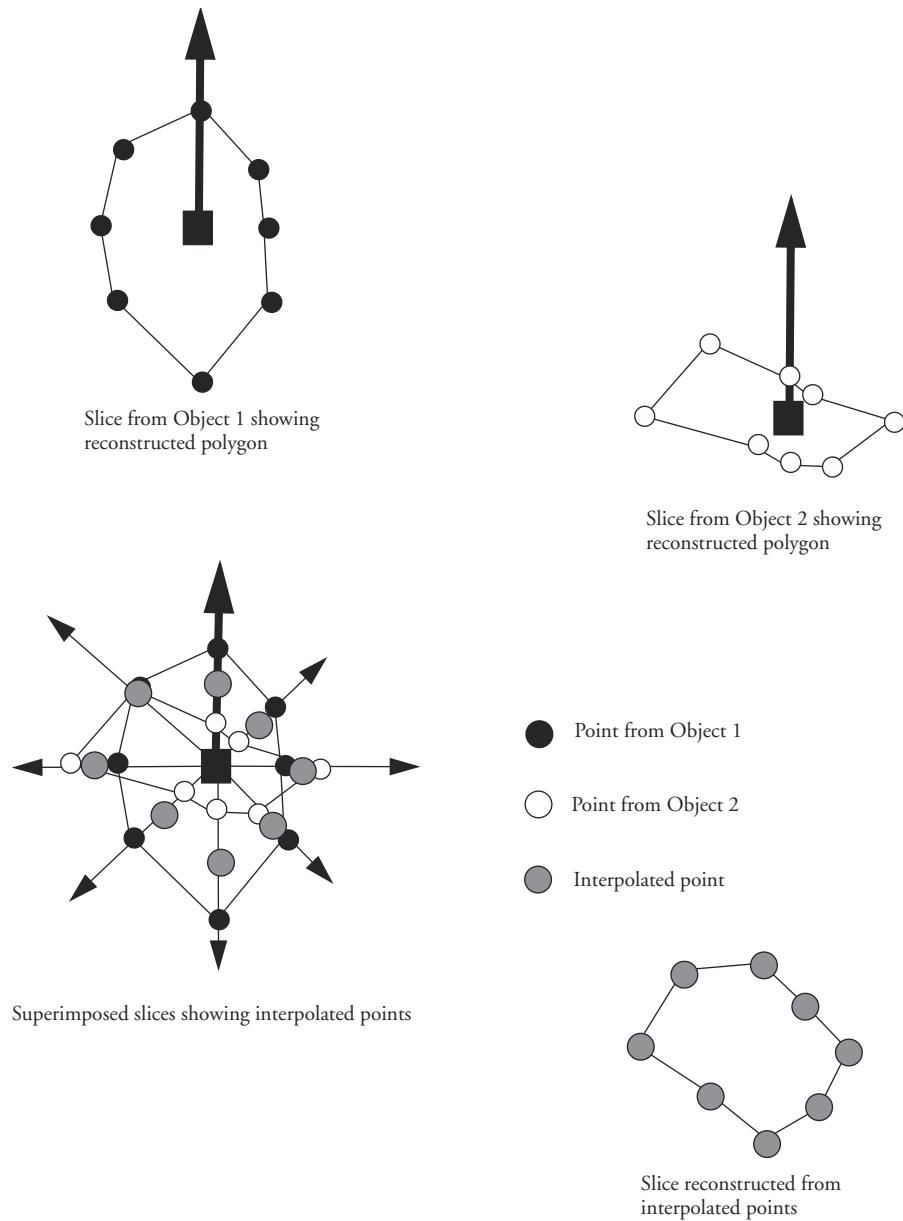 Slice from Object 1 showing
reconstructed polygon
Slice from Object 2 showing
reconstructed polygon
Point from Object 1
Point from Object 2
Interpolated point
Superimposed slices showing interpolated points
Slice reconstructed from
interpolated points